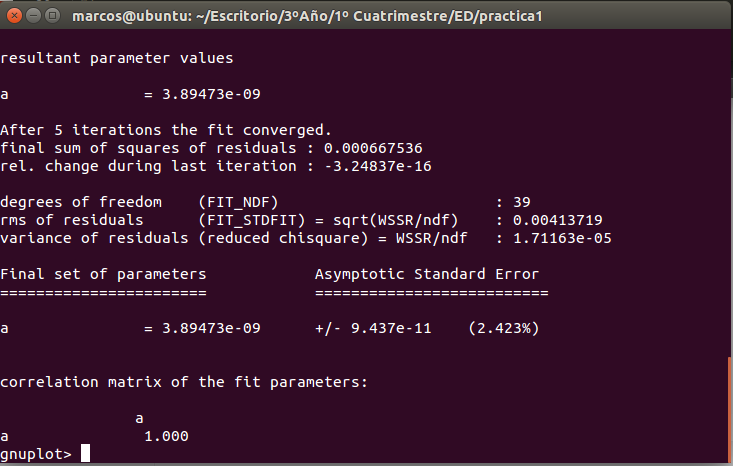 marcos@ubuntu: ~/Escritorio/3ºAño/1º Cuatrimestre/ED/practica1
resultant parameter values
a = 3.89473e-09
After 5 iterations the fit converged.
final sum of squares of residuals : 0.000667536
rel. change during last iteration : -3.24837e-16
degrees of freedom (FIT_NDF) : 39
rms of residuals (FIT_STDFIT) = sqrt(WSSR/ndf) : 0.00413719
variance of residuals (reduced chisquare) = WSSR/ndf : 1.71163e-05
Final set of parameters Asymptotic Standard Error
======================= ==========================
a = 3.89473e-09 +/- 9.437e-11 (2.423%)
correlation matrix of the fit parameters:
a
a 1.000
gnuplot>